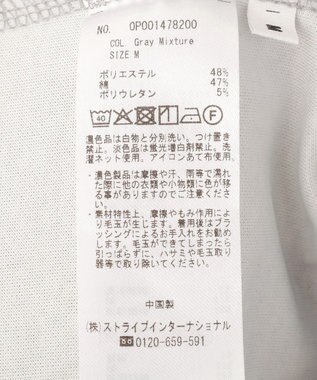 NO. 0P001478200
COL Gray Mixture
SIZE M
ポリエステル 48%
綿 47%
ポリウレタン 5%
40 F
濃色品は白物と分別洗い。つけ置き
禁止。淡色品は蛍光増白剤禁止。洗
濯ネット使用。アイロンあて布使用。
・濃色製品は摩擦や汗、雨等で濡れ
た際に他の衣類や小物類に色が移
る事がありますのでご注意くださ
い。
・素材特性上、摩擦やもみ作用によ
り毛玉が生じます。着用後はブラ
ッシングによるお手入れをお勧め
します。毛玉ができてしまったら
引っぱらずに、ハサミや毛玉取り
器等で取り除いてください。
中国製
(株)ストライプインターナショナル
0120-659-591